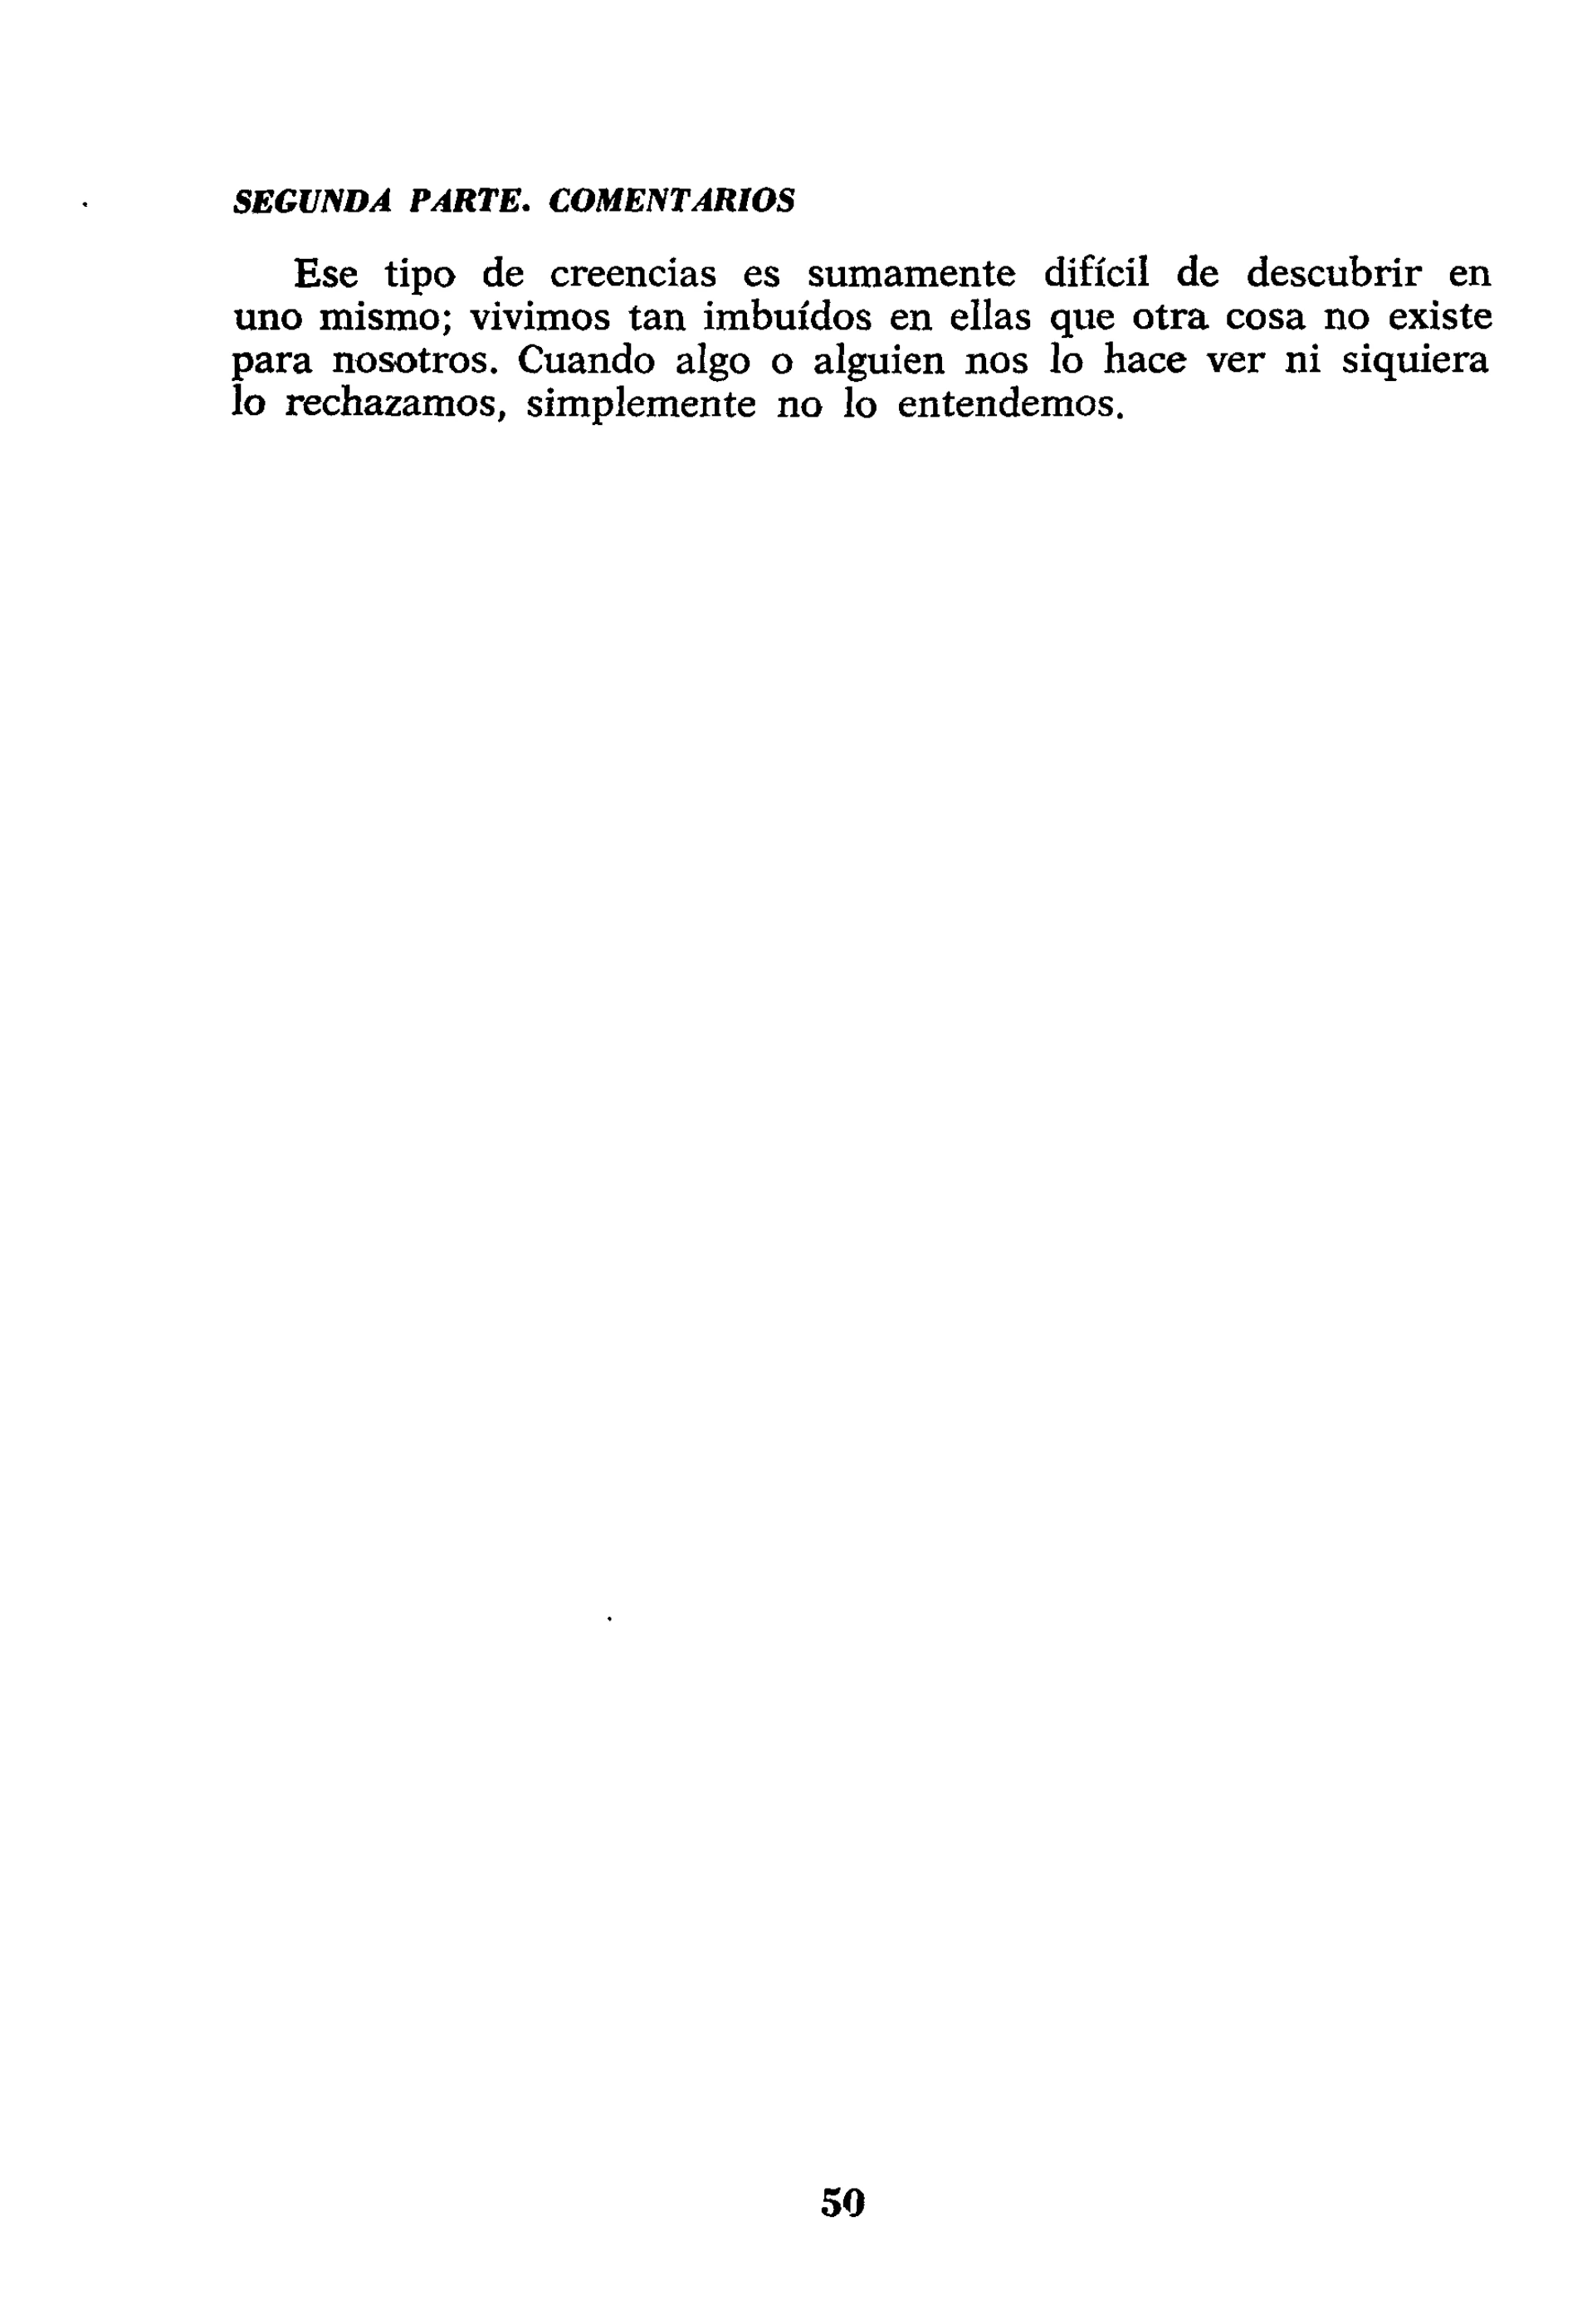 SEGUNDA PARTE. COMENTARIOS
Ese tipo de creencias es sumamente difícil de descubrir en
uno mismo; vivimos tan imbuídos en ellas que otra cosa no existe
para nosotros. Cuando algo o alguien nos lo hace ver ni siquiera
lo rechazamos, simplemente no lo entendemos.
50